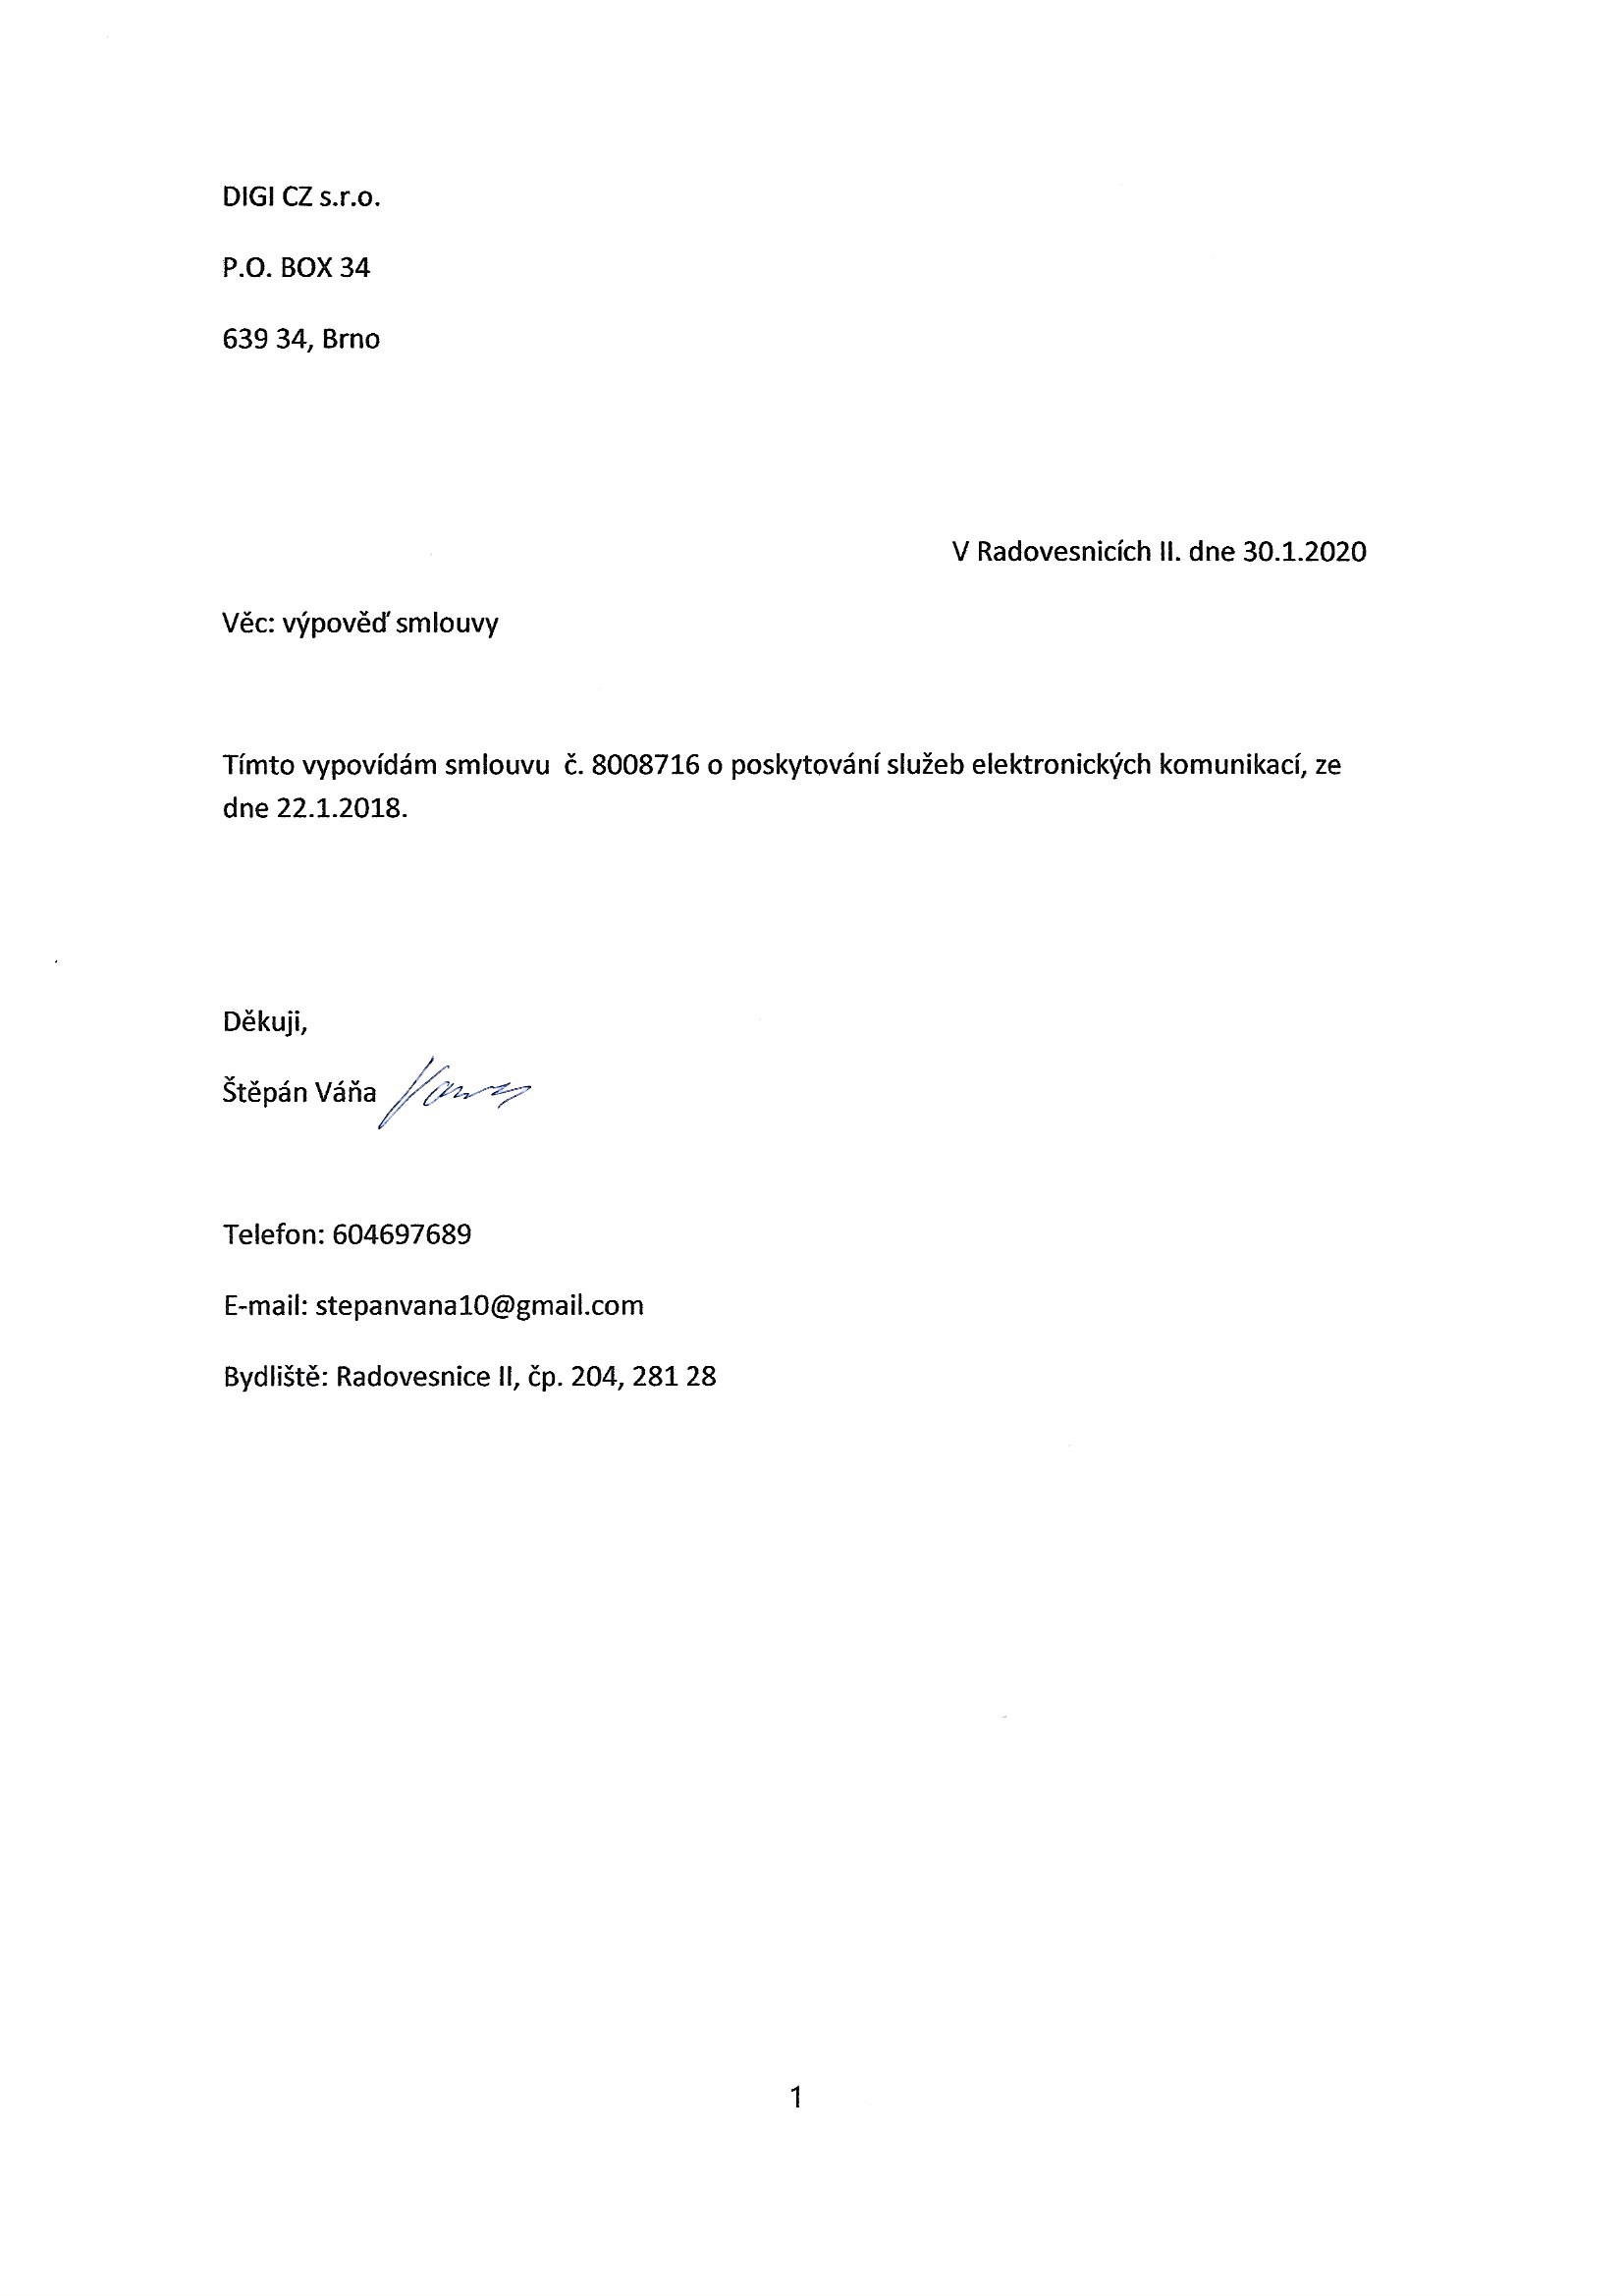 DIGI CZ s.r.o.
P.O. BOX 34
639 34, Brno
V Radovesnicích II. dne 30.1.2020
Věc: výpověď smlouvy
Tímto vypovídám smlouvu  č. 8008716 o poskytování služeb elektronických komunikací, ze
dne 22.1.2018.
Děkuji,
Štěpán Váňa
Telefon: 604697689
E-mail: stepanvana10@gmail.com
Bydliště: Radovesnice II, čp. 204, 281 28
1